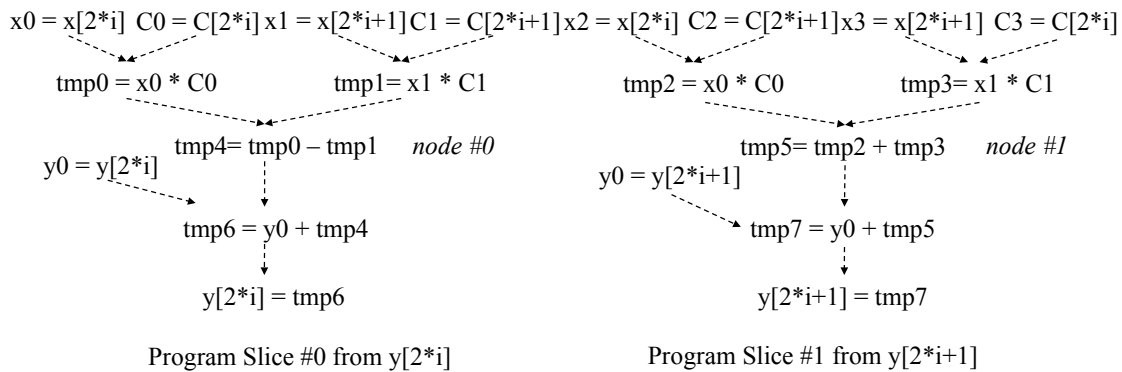 x0 = x[2*i] C0 = C[2*i] x1 = x[2*i+1] C1 = C[2*i+1] x2 = x[2*i] C2 = C[2*i+1] x3 = x[2*i+1] C3 = C[2*i]
tmp0 = x0 * C0 tmp1= x1 * C1 tmp2 = x0 * C0 tmp3= x1 * C1
tmp4= tmp0 – tmp1 node #0 tmp5= tmp2 + tmp3 node #1
y0 = y[2*i] y0 = y[2*i+1]
tmp6 = y0 + tmp4 tmp7 = y0 + tmp5
y[2*i] = tmp6 y[2*i+1] = tmp7
Program Slice #0 from y[2*i] Program Slice #1 from y[2*i+1]